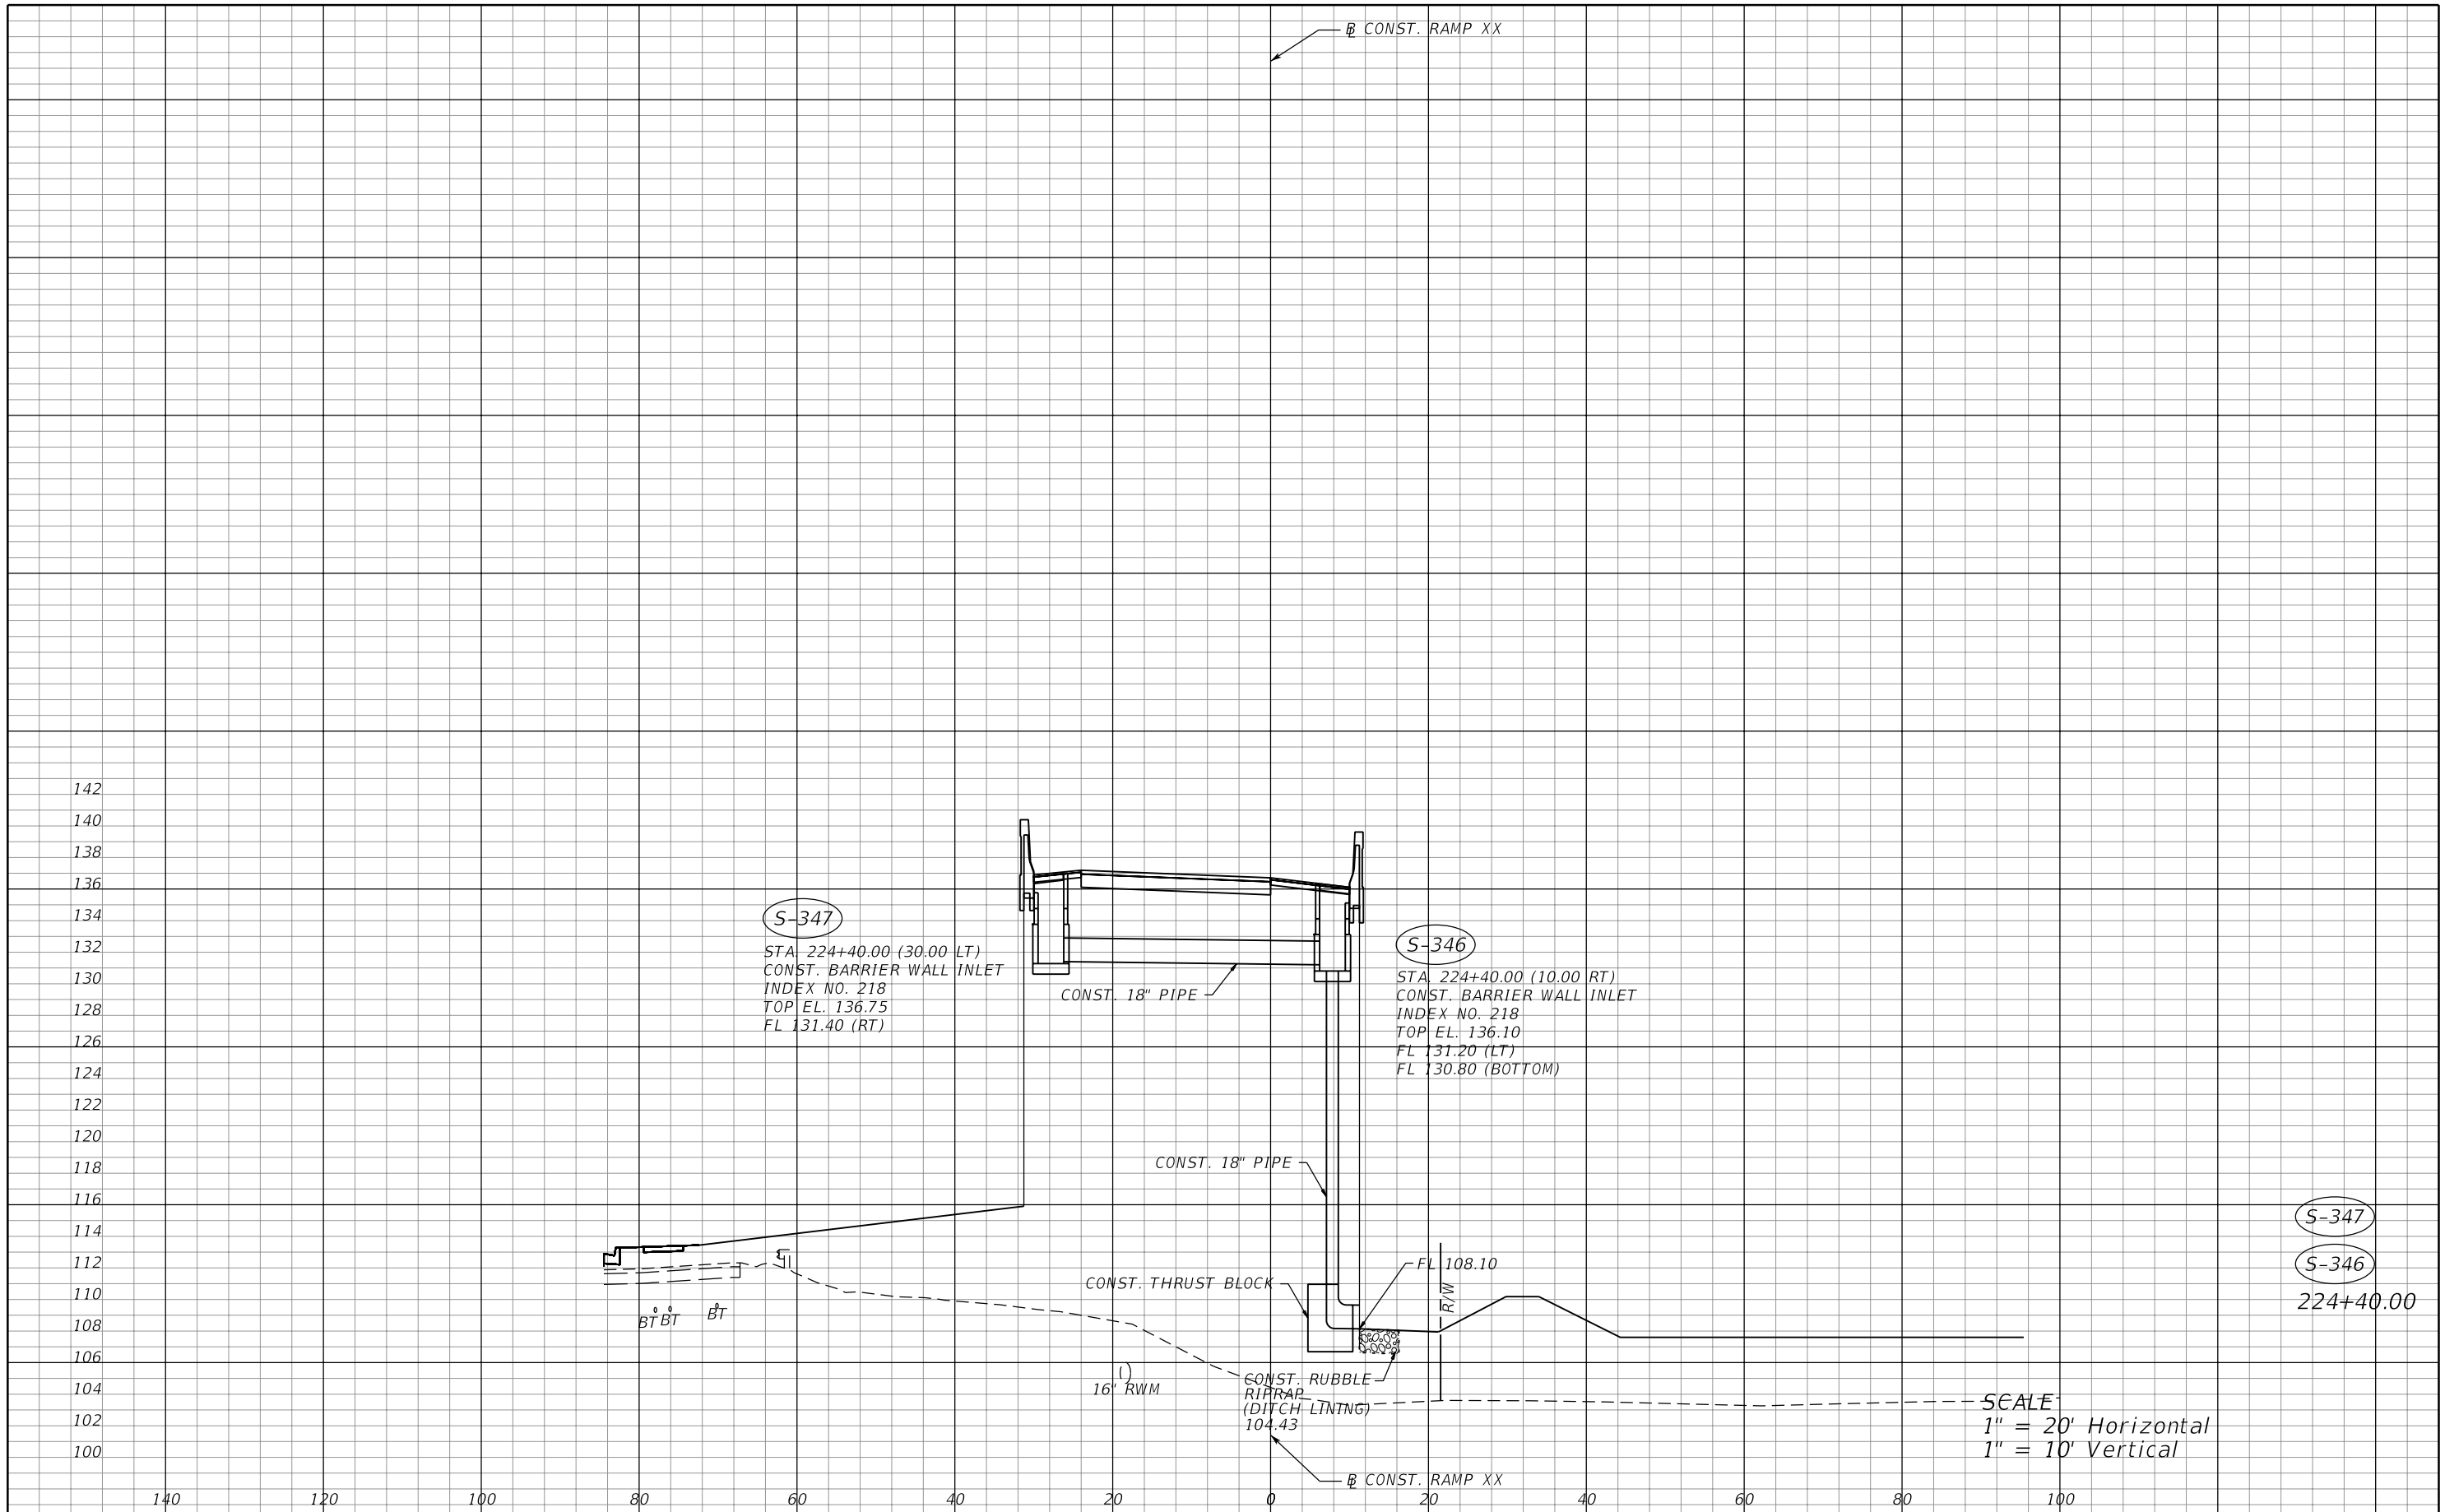 ℄ CONST. RAMP XX
142
140
138
136
134
132
130
128
126
124
122
120
118
116
114
112
110
108
106
104
102
100
S-347
STA. 224+40.00 (30.00 LT)
CONST. BARRIER WALL INLET
INDEX NO. 218
TOP EL. 136.75
FL 131.40 (RT)
CONST. 18" PIPE
S-346
STA. 224+40.00 (10.00 RT)
CONST. BARRIER WALL INLET
INDEX NO. 218
TOP EL. 136.10
FL 131.20 (LT)
FL 130.80 (BOTTOM)
CONST. 18" PIPE
CONST. THRUST BLOCK
FL 108.10
R/W
BT
BT
BT
16" RWM
CONST. RUBBLE
RIPRAP
(DITCH LINING)
104.43
℄ CONST. RAMP XX
S-347
S-346
224+40.00
SCALE
1" = 20' Horizontal
1" = 10' Vertical
140 120 100 80 60 40 20 0 20 40 60 80 100